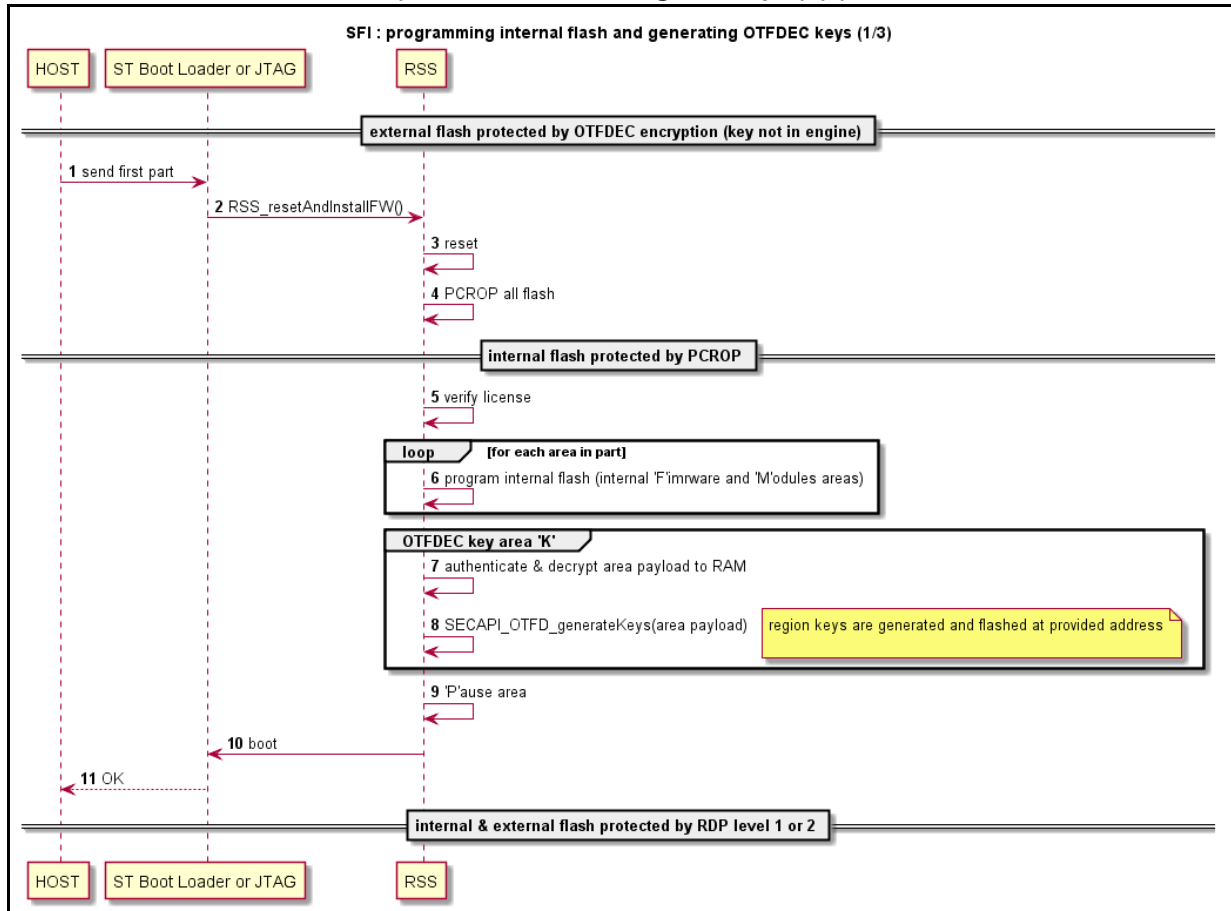 SFI : programming internal flash and generating OTFDEC keys (1/3)
HOST
ST Boot Loader or JTAG
RSS
external flash protected by OTFDEC encryption (key not in engine)
1 send first part
2 RSS_resetAndInstallFW()
3 reset
4 PCROP all flash
internal flash protected by PCROP
5 verify license
loop [for each area in part]
6 program internal flash (internal 'F'imrware and 'M'odules areas)
OTFDEC key area 'K'
7 authenticate & decrypt area payload to RAM
8 SECAPI_OTFD_generateKeys(area payload)
region keys are generated and flashed at provided address
9 'P'ause area
10 boot
11 OK
internal & external flash protected by RDP level 1 or 2
HOST
ST Boot Loader or JTAG
RSS